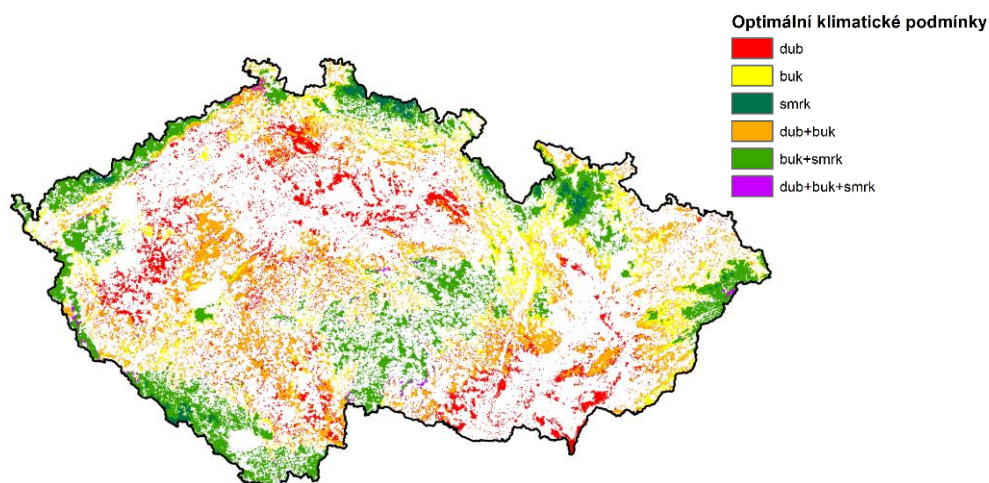 Optimální klimatické podmínky
dub
buk
smrk
dub+buk
buk+smrk
dub+buk+smrk